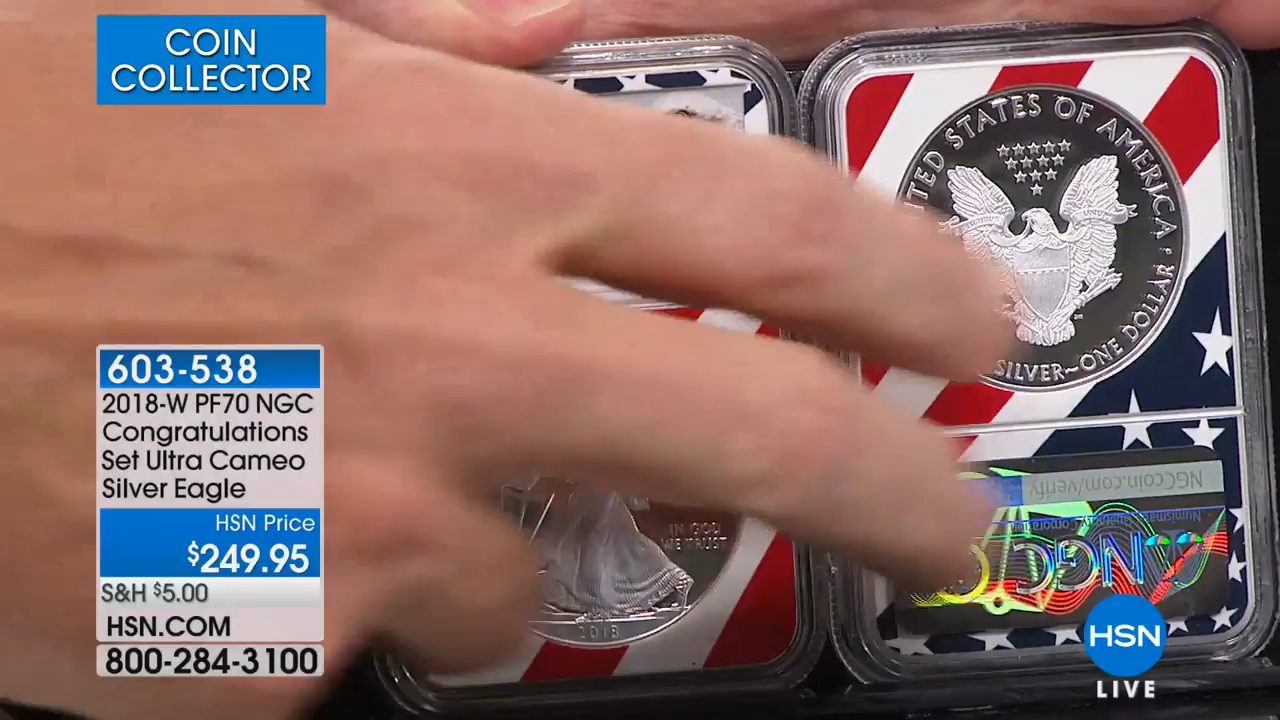 COIN
COLLECTOR
603-538
2018-W PF70 NGC
Congratulations
Set Ultra Cameo
Silver Eagle
HSN Price
$249.95
S&H $5.00
HSN.COM
800-284-3100
UNITED STATES OF AMERICA
SILVER~ONE DOLLAR
NGCcoin.com/verify
NGC
IN GOD
WE TRUST
2018
HSN
LIVE